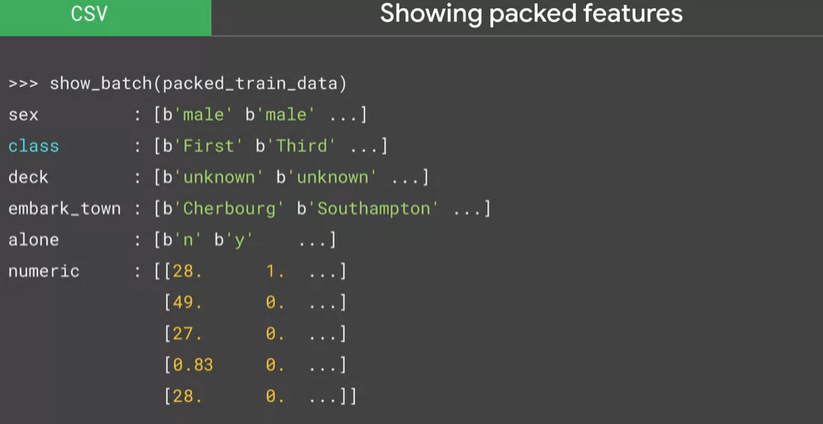 CSV
Showing packed features
>>> show_batch(packed_train_data)
sex : [b'male' b'male' ...]
class : [b'First' b'Third' ...]
deck : [b'unknown' b'unknown' ...]
embark_town : [b'Cherbourg' b'Southampton' ...]
alone : [b'n' b'y' ...]
numeric : [[28. 1. ...]
[49. 0. ...]
[27. 0. ...]
[0.83 0. ...]
[28. 0. ...]]